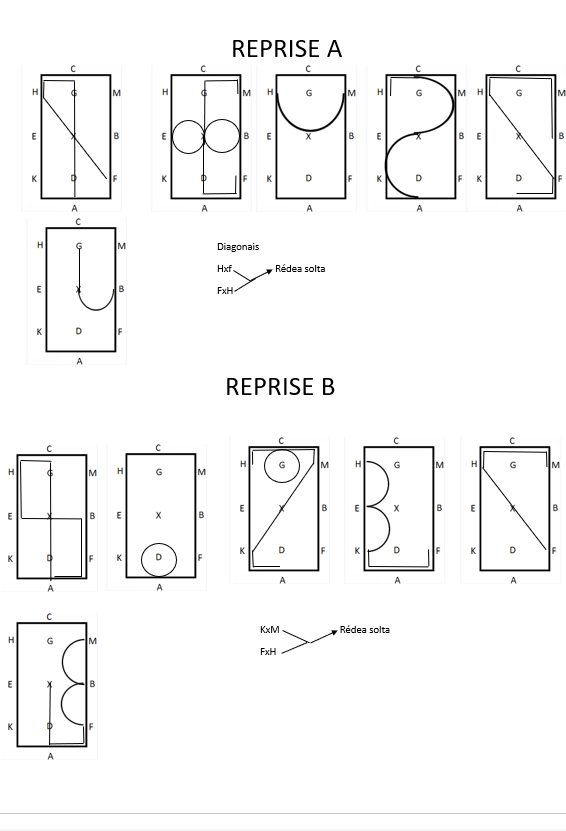 REPRISE A
C C C C C
H G M H G M H G M H G M H G M
E X B E X B E X B E X B E X B
K D F K D F K D F K D F K D F
A A A A A
C
H G M
E X B
K D F
A
Diagonais
Hxf Rédea solta
FxH
REPRISE B
C C C C C
H G M H G M H G M H G M H G M
E X B E X B E X B E X B E X B
K D F K D F K D F K D F K D F
A A A A A
C
H G M
E X B
K D F
A
KxM Rédea solta
FxH